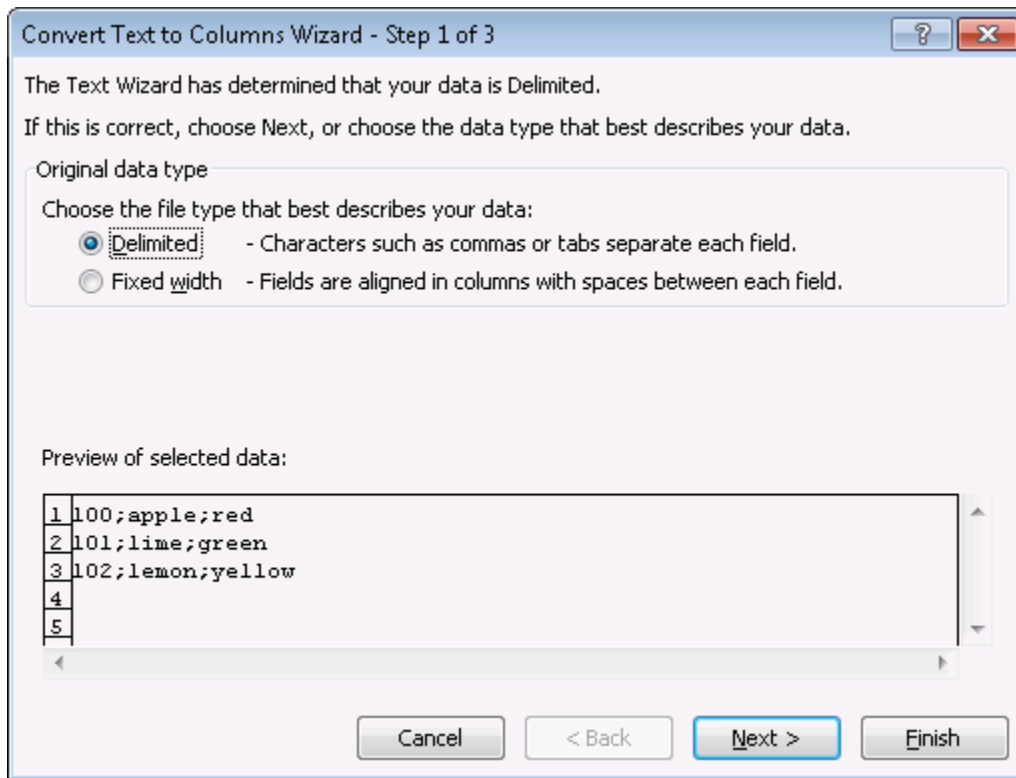 Convert Text to Columns Wizard - Step 1 of 3
?
The Text Wizard has determined that your data is Delimited.
If this is correct, choose Next, or choose the data type that best describes your data.
Original data type
Choose the file type that best describes your data:
Delimited - Characters such as commas or tabs separate each field.
Fixed width - Fields are aligned in columns with spaces between each field.
Preview of selected data:
1 100;apple;red
2 101;lime;green
3 102;lemon;yellow
4
5
Cancel < Back Next > Finish